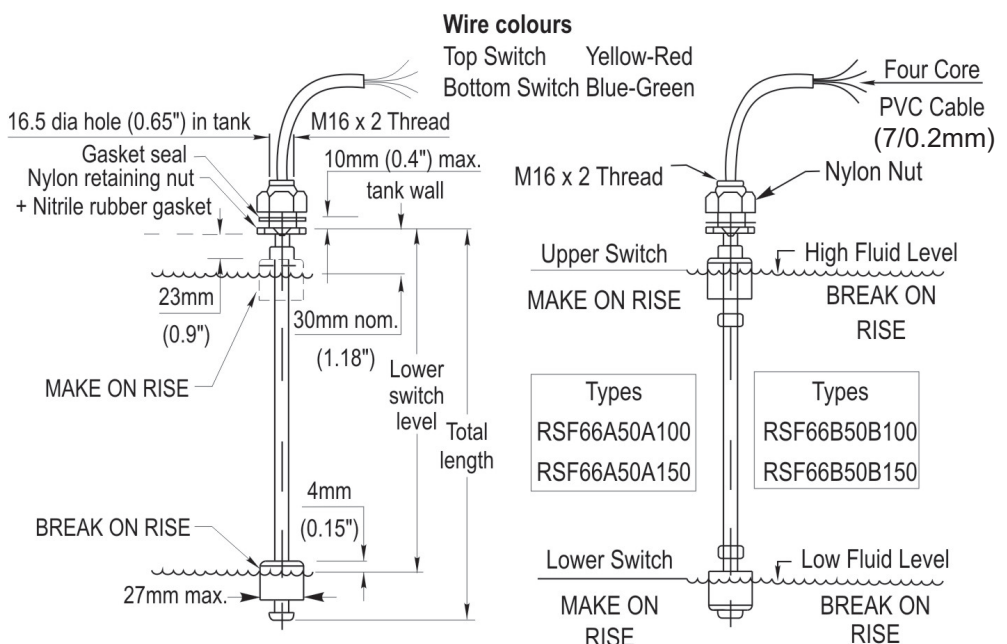 Wire colours
Top Switch Yellow-Red
Bottom Switch Blue-Green
16.5 dia hole (0.65") in tank
M16 x 2 Thread
Gasket seal
Nylon retaining nut
+ Nitrile rubber gasket
10mm (0.4") max.
tank wall
23mm
(0.9")
30mm nom.
(1.18")
MAKE ON RISE
Lower
switch
level
Total
length
4mm
(0.15")
BREAK ON RISE
27mm max.
Four Core
PVC Cable
(7/0.2mm)
M16 x 2 Thread
Nylon Nut
Upper Switch
High Fluid Level
MAKE ON RISE
BREAK ON
RISE
Types
RSF66A50A100
RSF66A50A150
Types
RSF66B50B100
RSF66B50B150
Lower Switch
Low Fluid Level
MAKE ON
RISE
BREAK ON
RISE